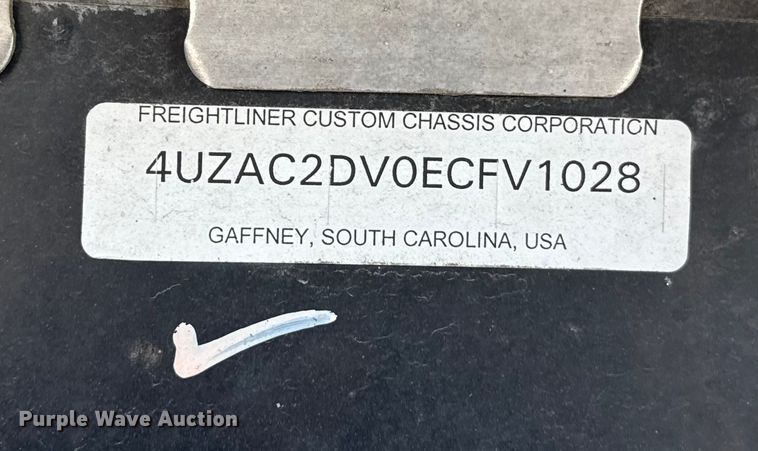 FREIGHTLINER CUSTOM CHASSIS CORPORATION
4UZAC2DV0ECFV1028
GAFFNEY, SOUTH CAROLINA, USA
Purple Wave Auction